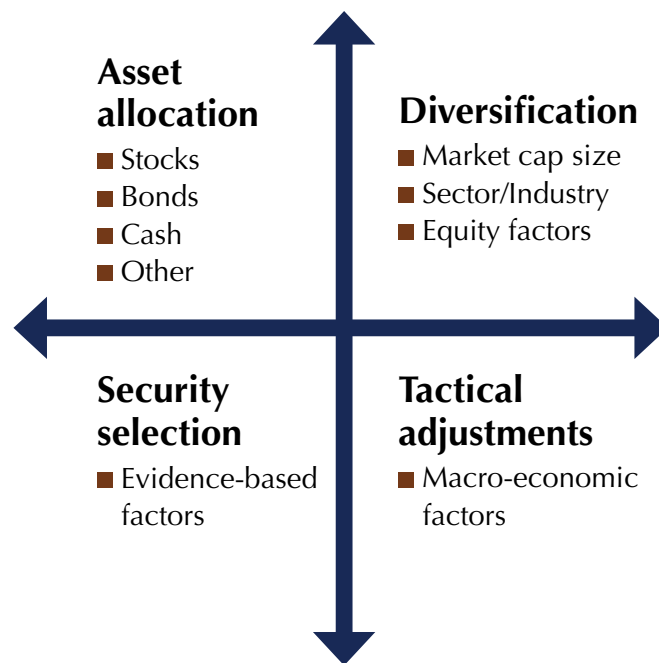 Asset
allocation
Stocks
Bonds
Cash
Other
Diversification
Market cap size
Sector/Industry
Equity factors
Security
selection
Evidence-based
factors
Tactical
adjustments
Macro-economic
factors